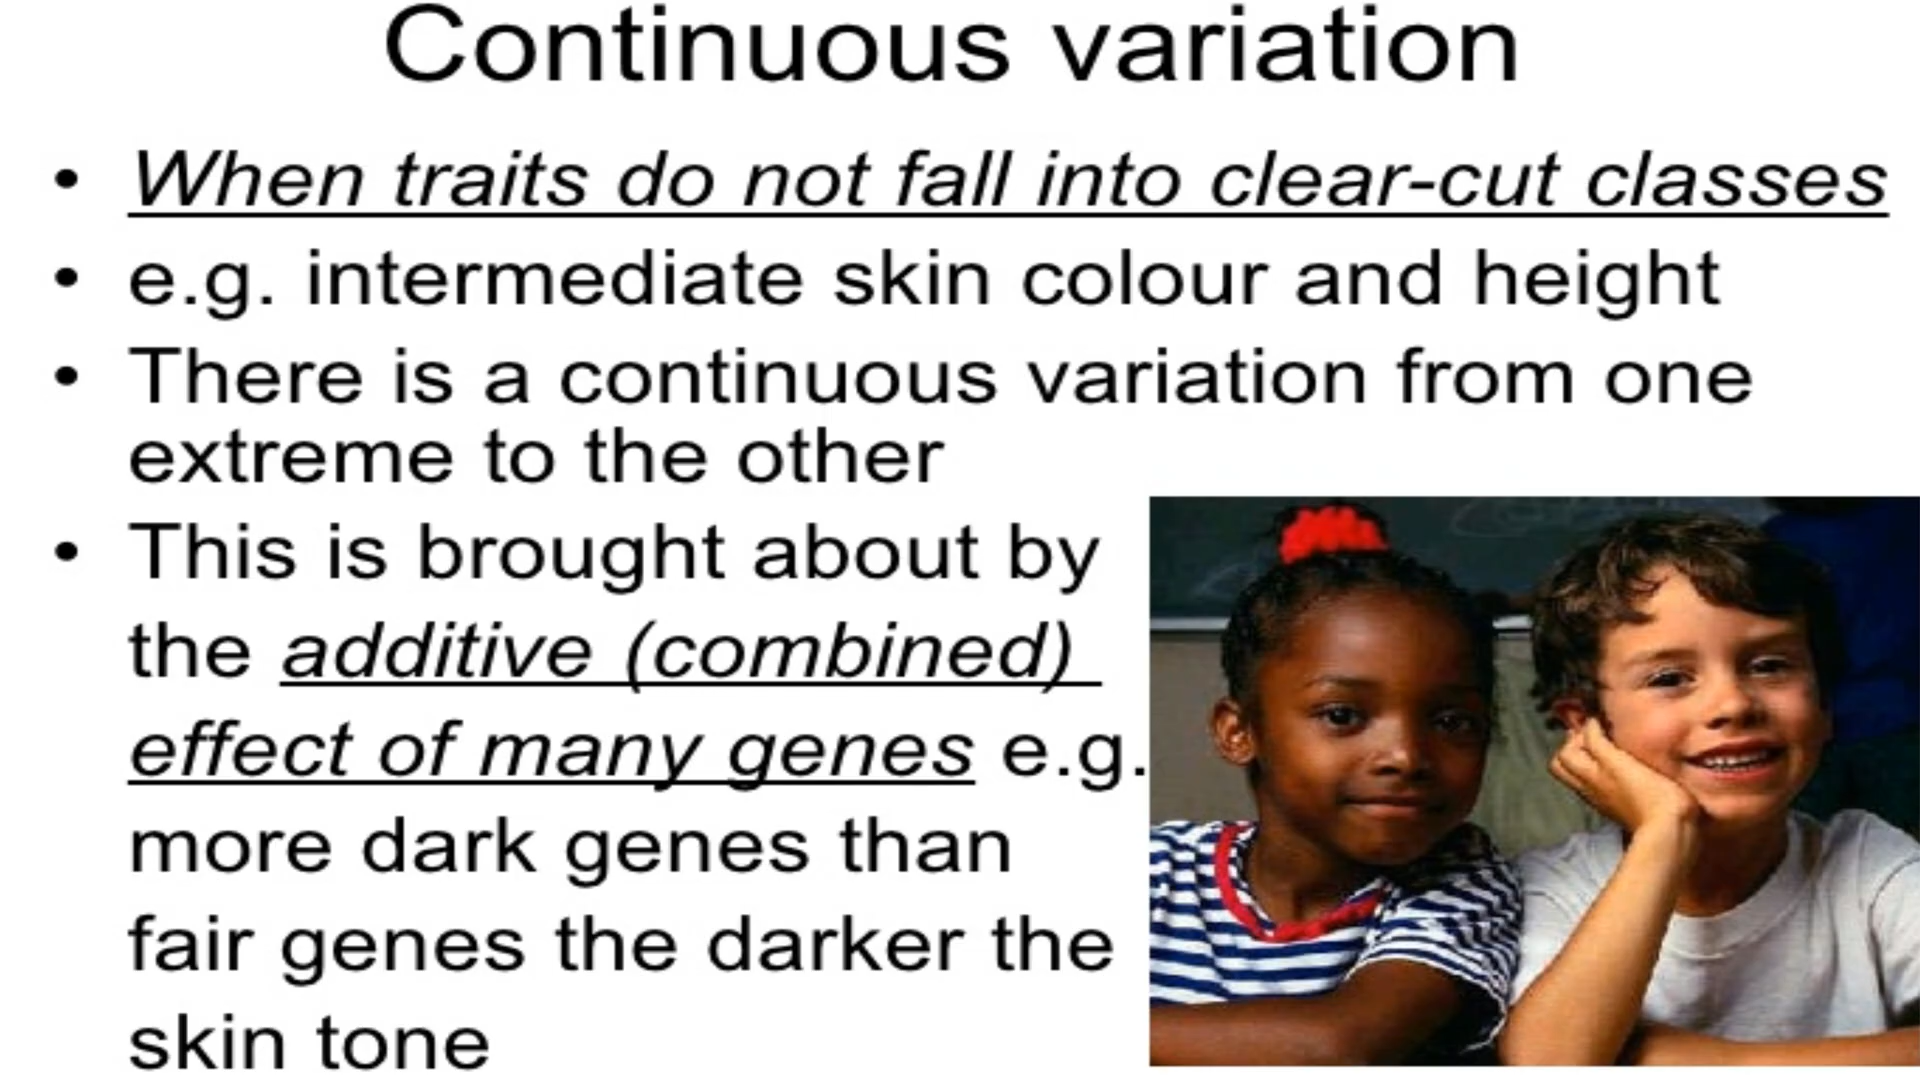 Continuous variation
• When traits do not fall into clear-cut classes
• e.g. intermediate skin colour and height
• There is a continuous variation from one
extreme to the other
• This is brought about by
the additive (combined)
effect of many genes e.g.
more dark genes than
fair genes the darker the
skin tone